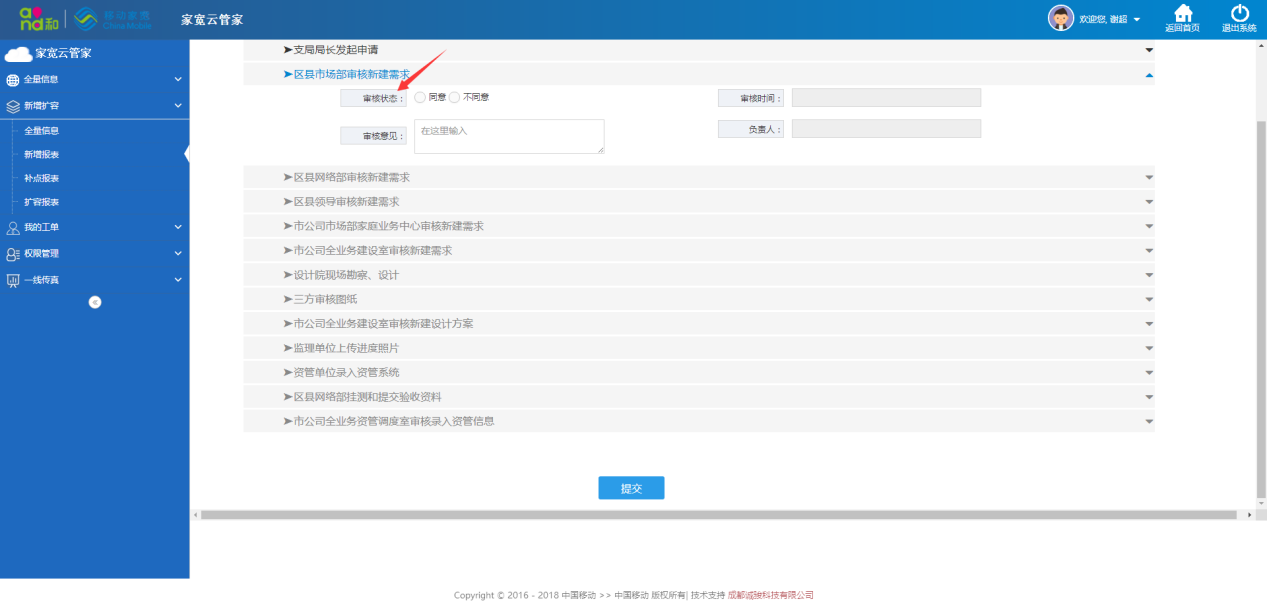 and和 移动家宽 China Mobile 家宽云管家 欢迎您, 谢超 返回首页 退出系统
家宽云管家
全量信息
新增扩容
全量信息
新增报表
补点报表
扩容报表
我的工单
权限管理
一线传真
➤支局局长发起申请
➤区县市场部审核新建需求
审核状态： 同意 不同意 审核时间：
审核意见： 在这里输入 负责人：
➤区县网络部审核新建需求
➤区县领导审核新建需求
➤市公司市场部家庭业务中心审核新建需求
➤市公司全业务建设室审核新建需求
➤设计院现场勘察、设计
➤三方审核图纸
➤市公司全业务建设室审核新建设计方案
➤监理单位上传进度照片
➤资管单位录入资管系统
➤区县网络部挂测和提交验收资料
➤市公司全业务资管调度室审核录入资管信息
提交
Copyright © 2016 - 2018 中国移动 >> 中国移动 版权所有| 技术支持 成都诚骏科技有限公司